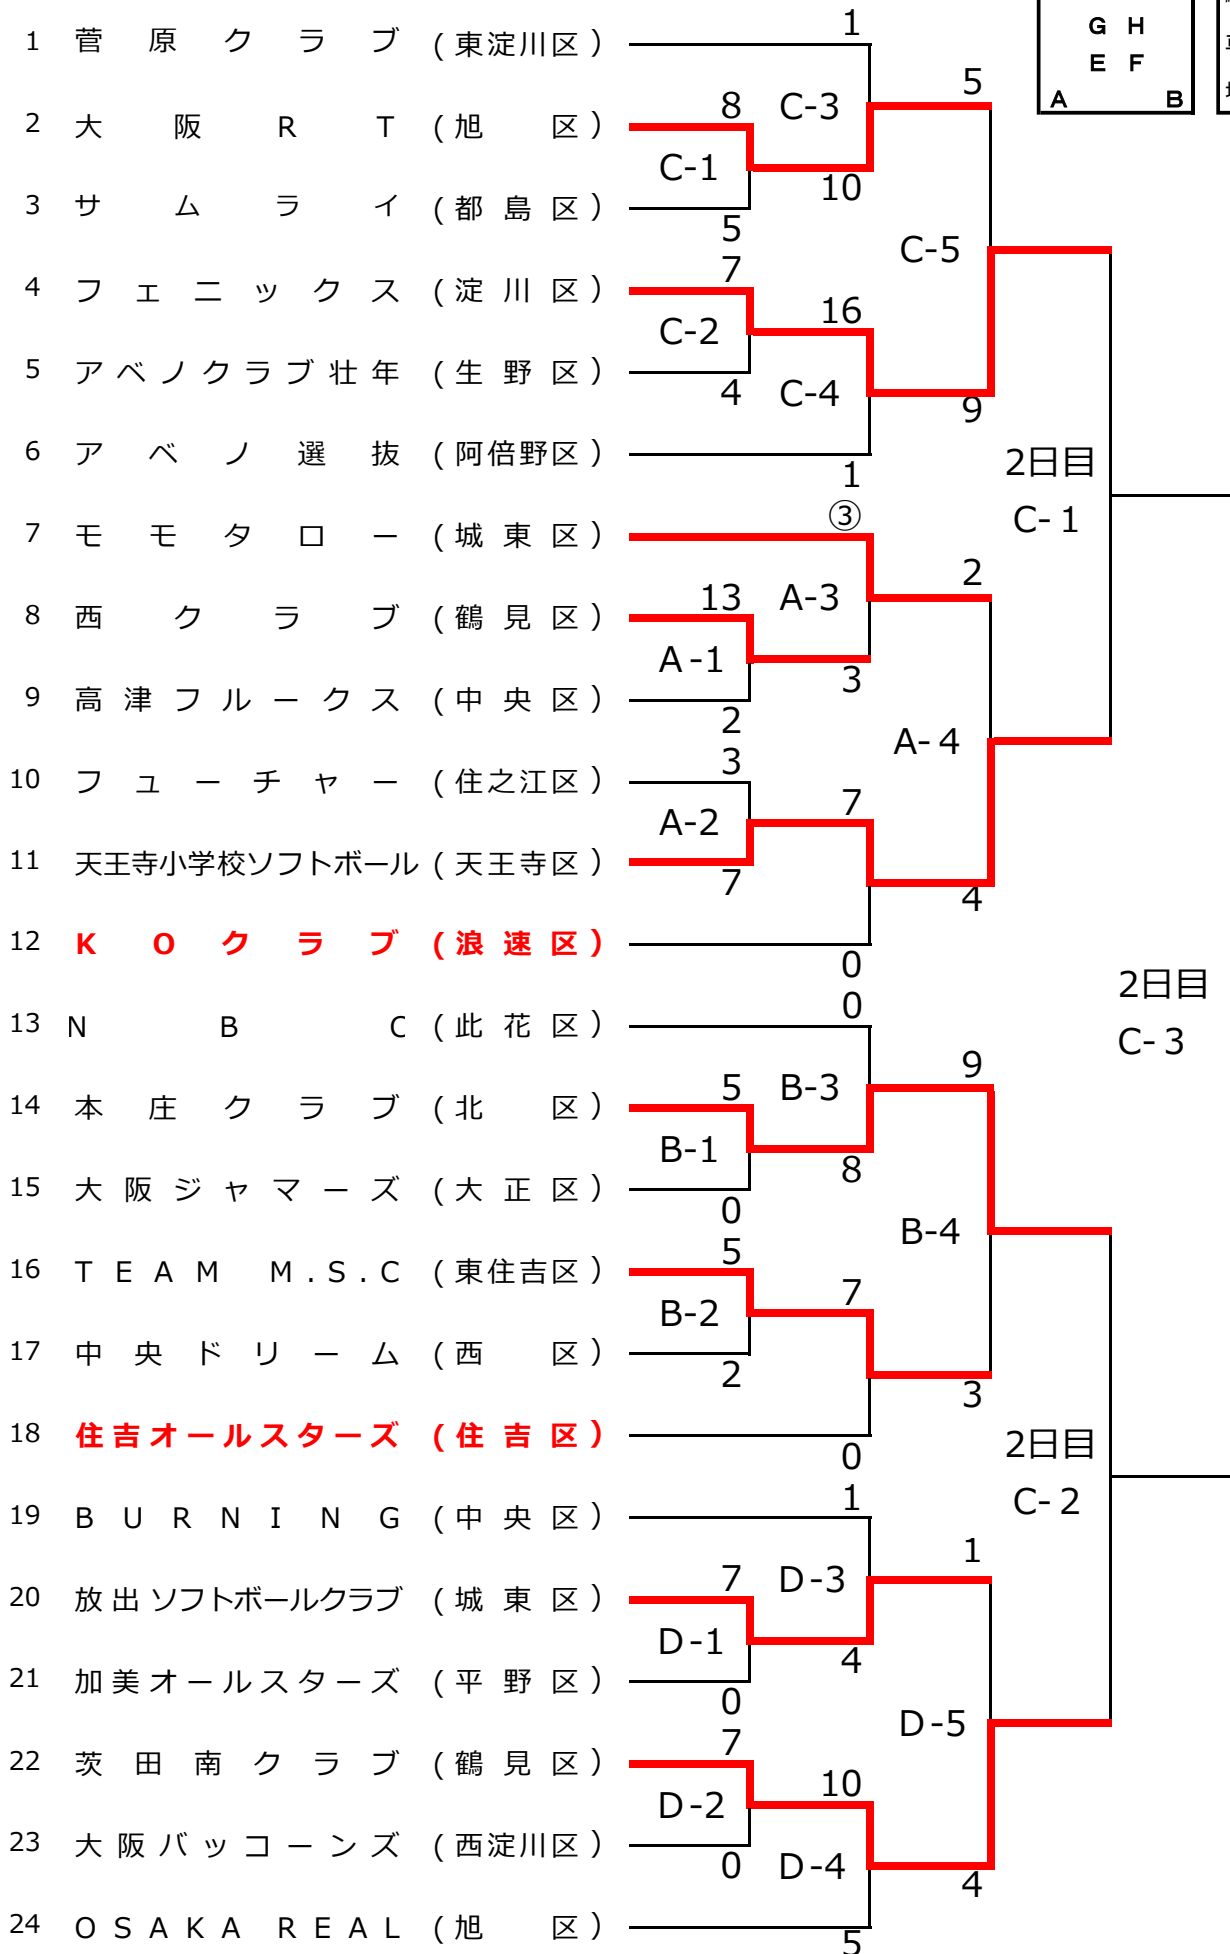 1 菅原クラブ (東淀川区)
1
G H
E F
A B
5
2 大阪RT (旭区)
8
C-3
C-1
10
3 サムライ (都島区)
5
C-5
4 フェニックス (淀川区)
7
16
C-2
5 アベノクラブ壮年 (生野区)
4
C-4
9
6 アベノ選抜 (阿倍野区)
1
2日目
C-1
7 モモタロー (城東区)
③
2
8 西クラブ (鶴見区)
13
A-3
A-1
3
9 高津フルークス (中央区)
2
A-4
10 フューチャー (住之江区)
3
7
A-2
11 天王寺小学校ソフトボール (天王寺区)
7
4
12 KOクラブ (浪速区)
0
2日目
C-3
13 NBC (此花区)
0
9
14 本庄クラブ (北区)
5
B-3
B-1
8
15 大阪ジャマーズ (大正区)
0
B-4
16 TEAM M.S.C (東住吉区)
5
7
B-2
17 中央ドリーム (西区)
2
3
18 住吉オールスターズ (住吉区)
0
2日目
C-2
19 BURNING (中央区)
1
1
20 放出ソフトボールクラブ (城東区)
7
D-3
D-1
4
21 加美オールスターズ (平野区)
0
D-5
22 茨田南クラブ (鶴見区)
7
10
D-2
23 大阪バッコーンズ (西淀川区)
0
D-4
4
24 OSAKA REAL (旭区)
5